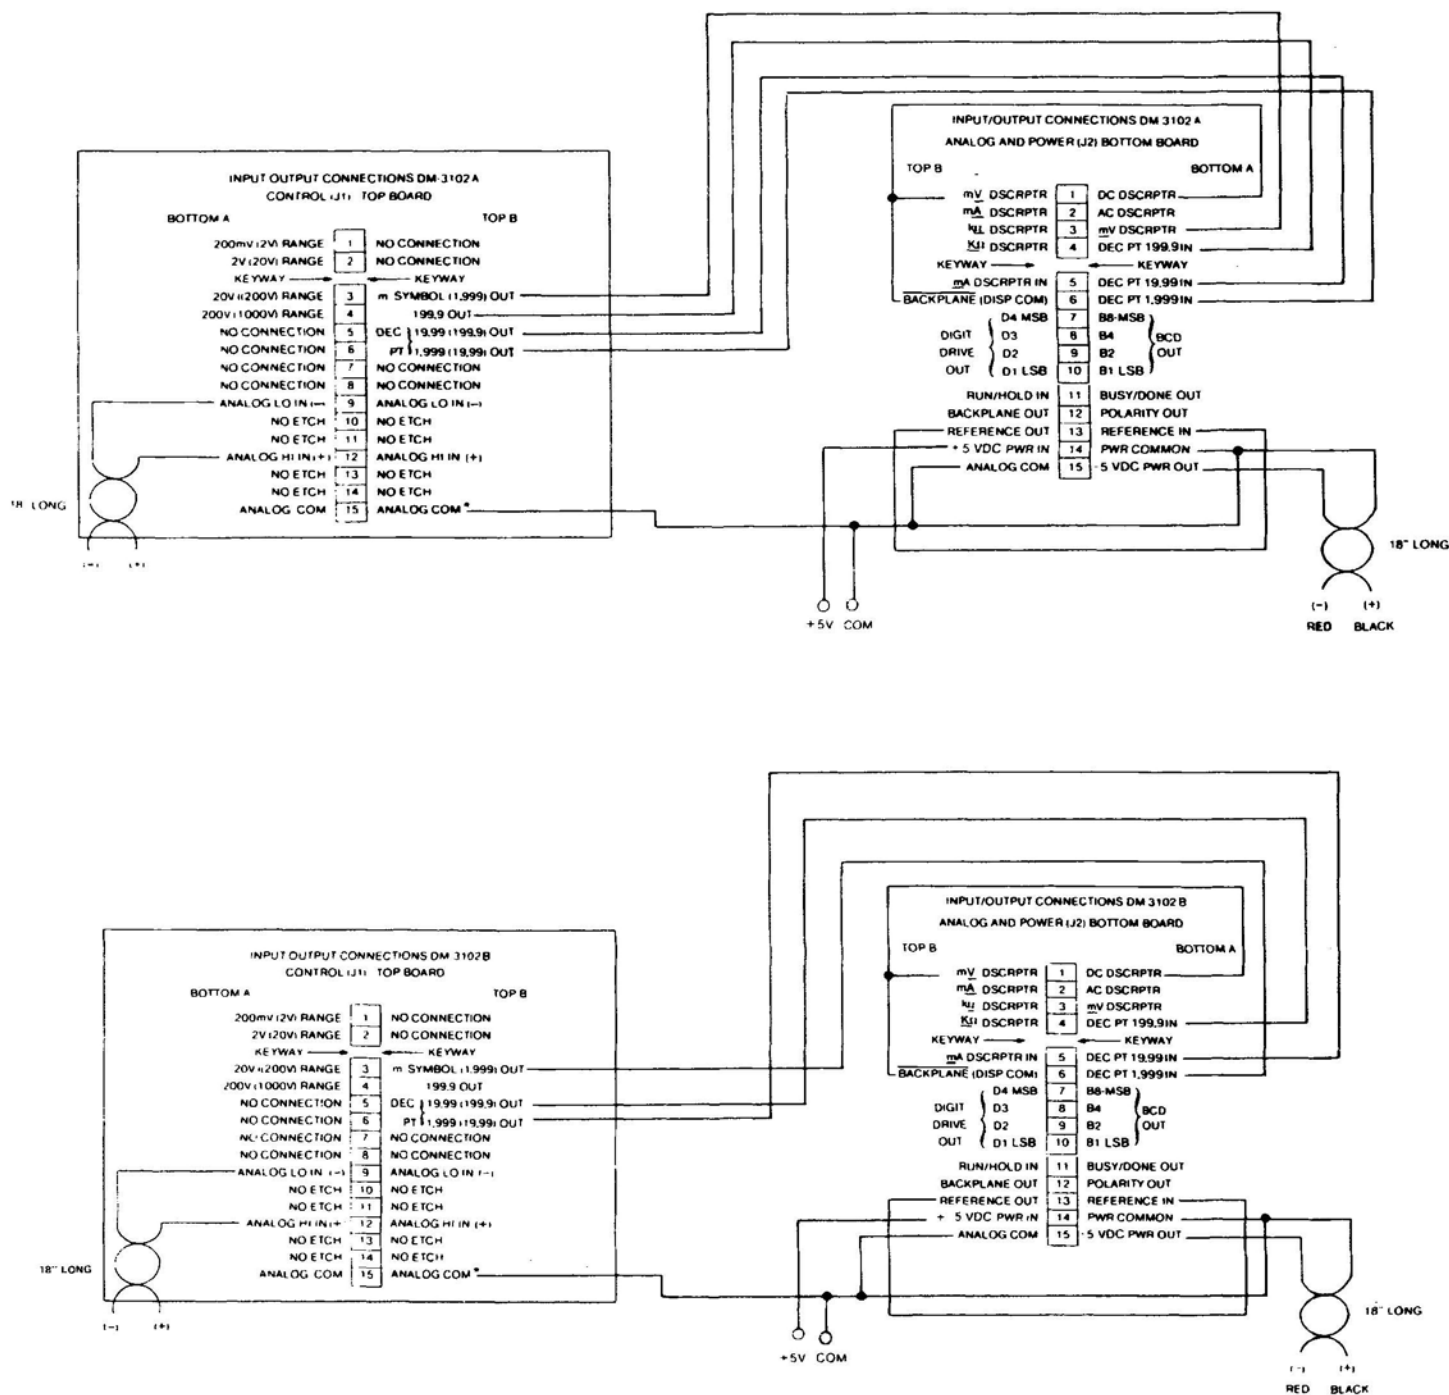 INPUT/OUTPUT CONNECTIONS DM 3102A
ANALOG AND POWER (J2) BOTTOM BOARD
TOP B BOTTOM A
mV DSCRPTR 1 DC DSCRPTR
mA DSCRPTR 2 AC DSCRPTR
3 mV DSCRPTR
KΩ DSCRPTR 4 DEC PT 199.9IN
KEYWAY KEYWAY
mA DSCRPTR IN 5 DEC PT 19.99IN
BACKPLANE (DISP COM) 6 DEC PT 1,999IN
D4 MSB 7 B8-MSB
DIGIT D3 8 B4 BCD
DRIVE D2 9 B2 OUT
OUT D1 LSB 10 B1 LSB
RUN/HOLD IN 11 BUSY/DONE OUT
BACKPLANE OUT 12 POLARITY OUT
REFERENCE OUT 13 REFERENCE IN
+ 5 VDC PWR IN 14 PWR COMMON
ANALOG COM 15 -5 VDC PWR OUT
18" LONG
(-) (+)
RED BLACK
+5V COM
INPUT OUTPUT CONNECTIONS DM-3102A
CONTROL (J1) TOP BOARD
BOTTOM A TOP B
200mV (2V) RANGE 1 NO CONNECTION
2V (20V) RANGE 2 NO CONNECTION
KEYWAY KEYWAY
20V (200V) RANGE 3 m SYMBOL (1,999) OUT
200V (1000V) RANGE 4 199.9 OUT
NO CONNECTION 5 DEC 19.99 (199.9) OUT
NO CONNECTION 6 PT 1,999 (19.99) OUT
NO CONNECTION 7 NO CONNECTION
NO CONNECTION 8 NO CONNECTION
ANALOG LO IN (-) 9 ANALOG LO IN (-)
NO ETCH 10 NO ETCH
NO ETCH 11 NO ETCH
ANALOG HI IN (+) 12 ANALOG HI IN (+)
NO ETCH 13 NO ETCH
NO ETCH 14 NO ETCH
ANALOG COM 15 ANALOG COM*
18 LONG
(-) (+)
INPUT/OUTPUT CONNECTIONS DM 3102B
ANALOG AND POWER (J2) BOTTOM BOARD
TOP B BOTTOM A
mV DSCRPTR 1 DC DSCRPTR
mA DSCRPTR 2 AC DSCRPTR
3 mV DSCRPTR
KΩ DSCRPTR 4 DEC PT 199.9IN
KEYWAY KEYWAY
mA DSCRPTR IN 5 DEC PT 19.99IN
BACKPLANE (DISP COM) 6 DEC PT 1,999IN
D4 MSB 7 B8-MSB
DIGIT D3 8 B4 BCD
DRIVE D2 9 B2 OUT
OUT D1 LSB 10 B1 LSB
RUN/HOLD IN 11 BUSY/DONE OUT
BACKPLANE OUT 12 POLARITY OUT
REFERENCE OUT 13 REFERENCE IN
+ 5 VDC PWR IN 14 PWR COMMON
ANALOG COM 15 -5 VDC PWR OUT
18" LONG
(-) (+)
RED BLACK
+5V COM
INPUT OUTPUT CONNECTIONS DM 3102B
CONTROL (J1) TOP BOARD
BOTTOM A TOP B
200mV (2V) RANGE 1 NO CONNECTION
2V (20V) RANGE 2 NO CONNECTION
KEYWAY KEYWAY
20V (200V) RANGE 3 m SYMBOL (1,999) OUT
200V (1000V) RANGE 4 199.9 OUT
NO CONNECTION 5 DEC 19.99 (199.9) OUT
NO CONNECTION 6 PT 1,999 (19.99) OUT
NO CONNECTION 7 NO CONNECTION
NO CONNECTION 8 NO CONNECTION
ANALOG LO IN (-) 9 ANALOG LO IN (-)
NO ETCH 10 NO ETCH
NO ETCH 11 NO ETCH
ANALOG HI IN (+ 12 ANALOG HI IN (+)
NO ETCH 13 NO ETCH
NO ETCH 14 NO ETCH
ANALOG COM 15 ANALOG COM*
18" LONG
(-) (+)